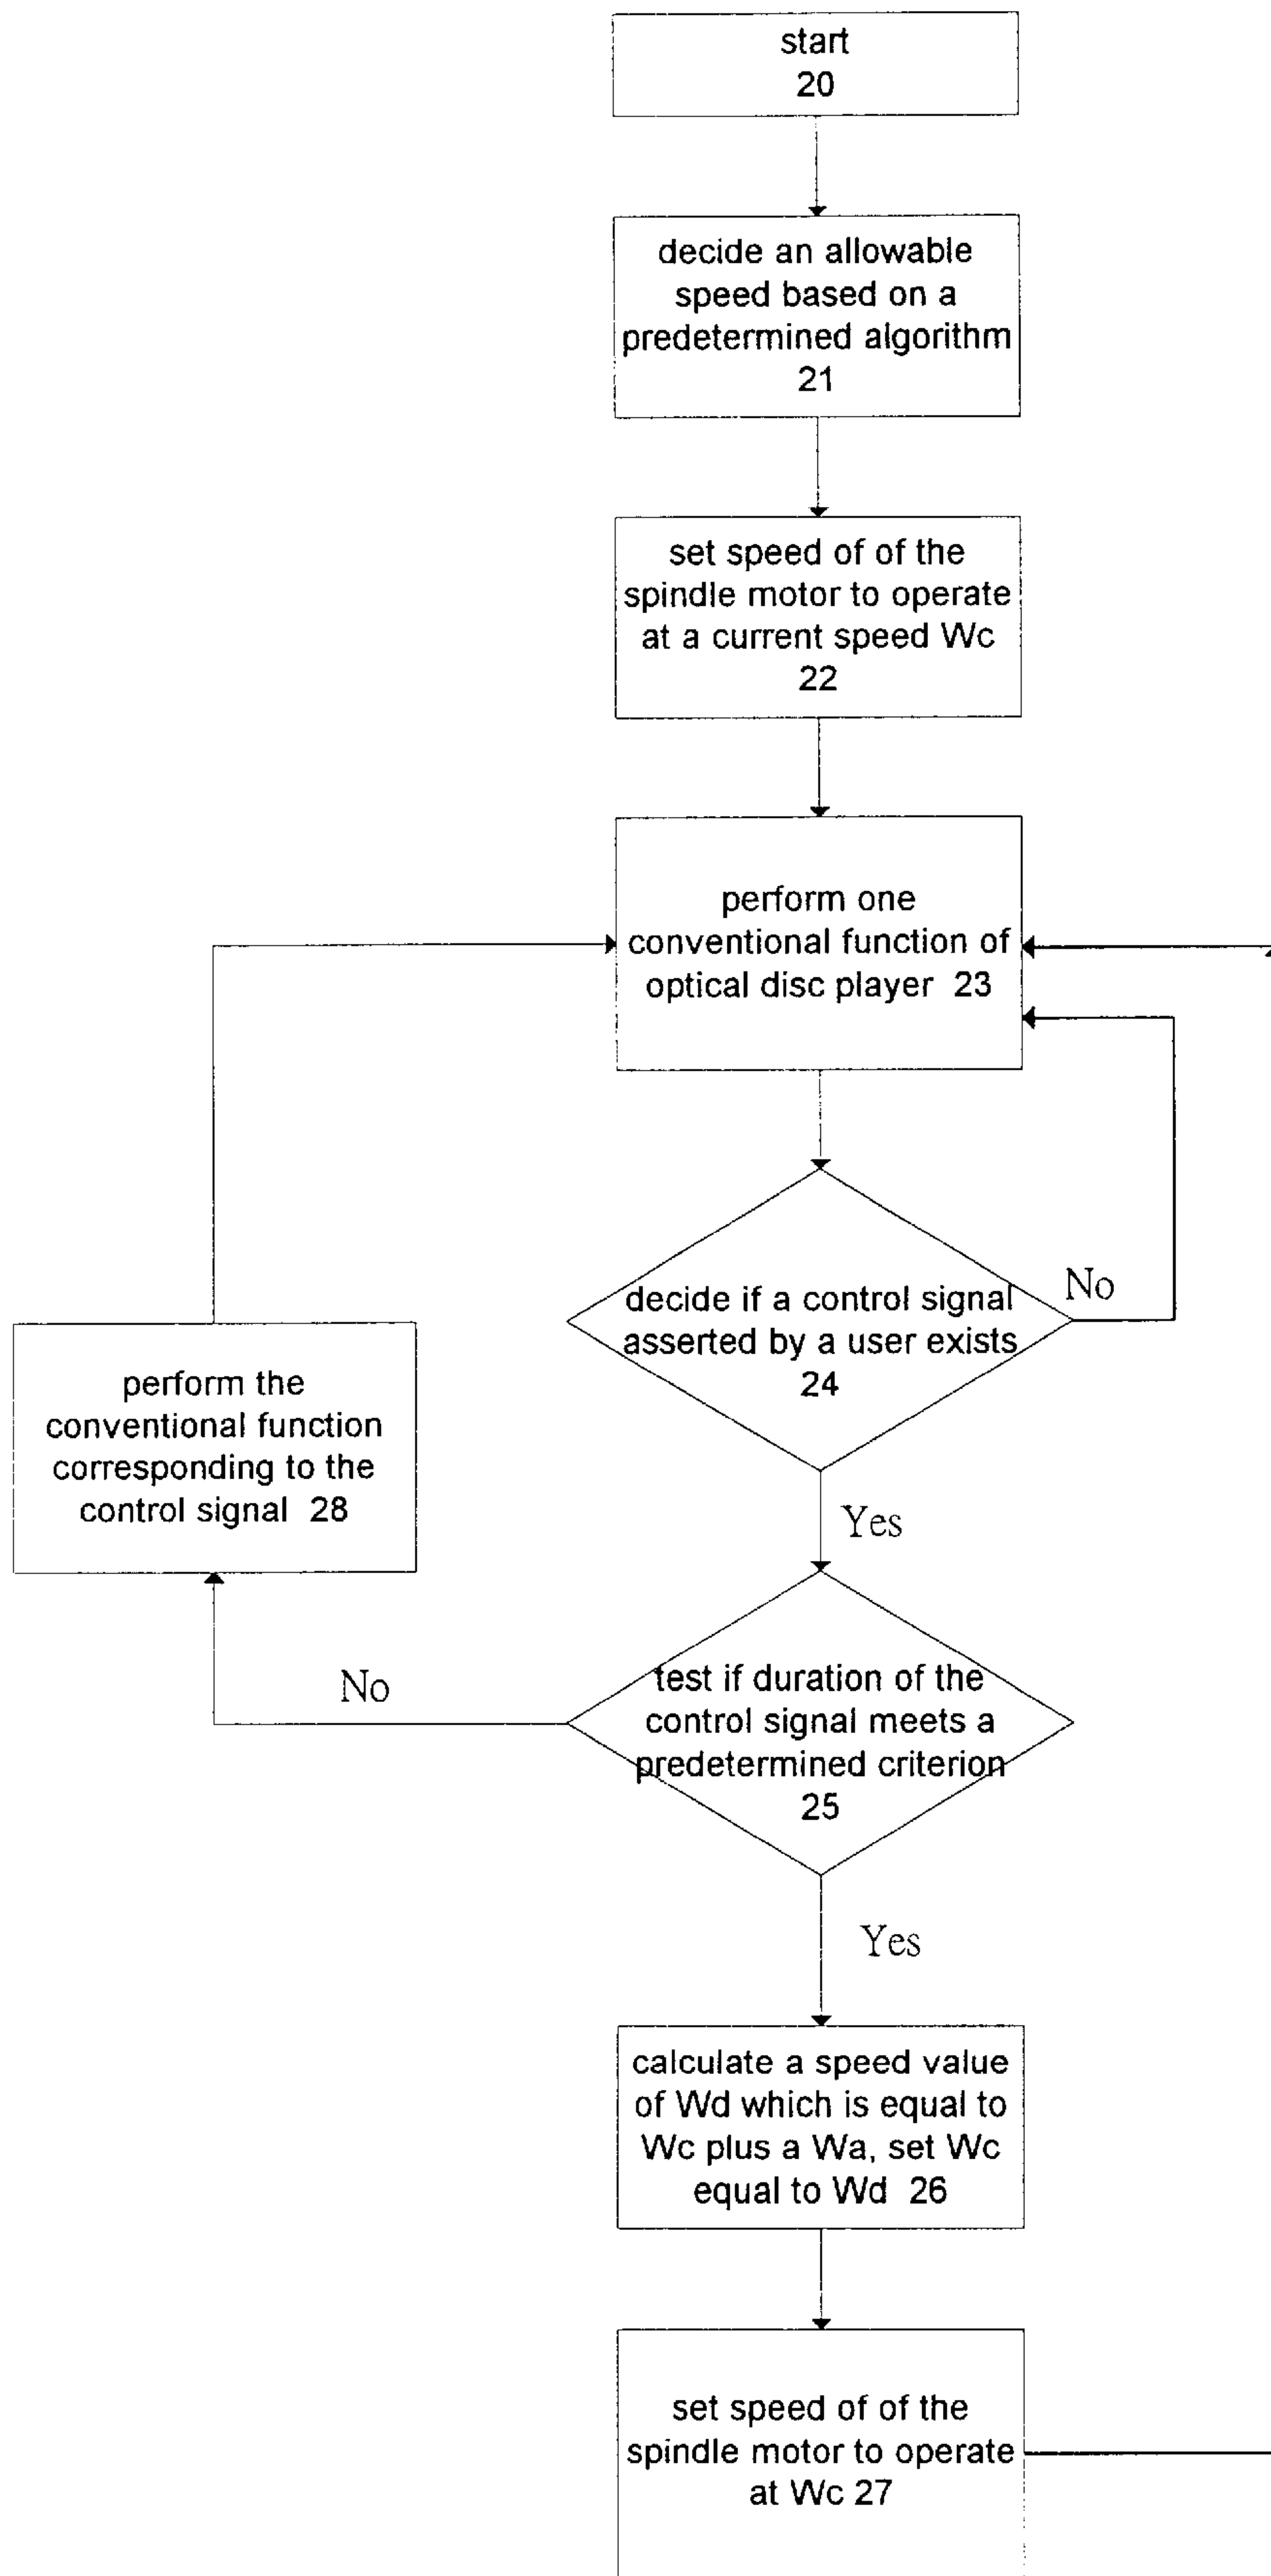 start
20
decide an allowable
speed based on a
predetermined algorithm
21
set speed of of the
spindle motor to operate
at a current speed Wc
22
perform one
conventional function of
optical disc player 23
decide if a control signal
asserted by a user exists
24
No
Yes
perform the
conventional function
corresponding to the
control signal 28
test if duration of the
control signal meets a
predetermined criterion
25
No
Yes
calculate a speed value
of Wd which is equal to
Wc plus a Wa, set Wc
equal to Wd 26
set speed of of the
spindle motor to operate
at Wc 27